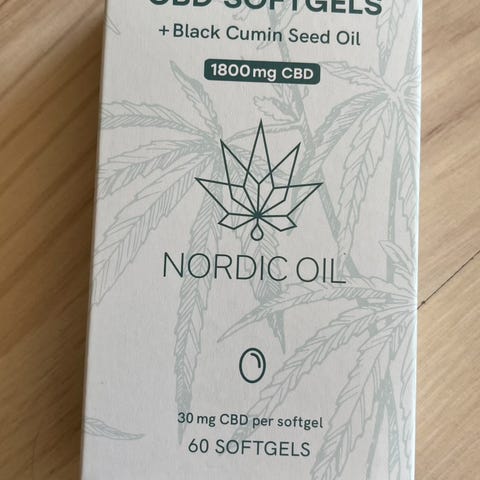 CBD SOFTGELS
+Black Cumin Seed Oil
1800mg CBD
NORDIC OIL
30 mg CBD per softgel
60 SOFTGELS